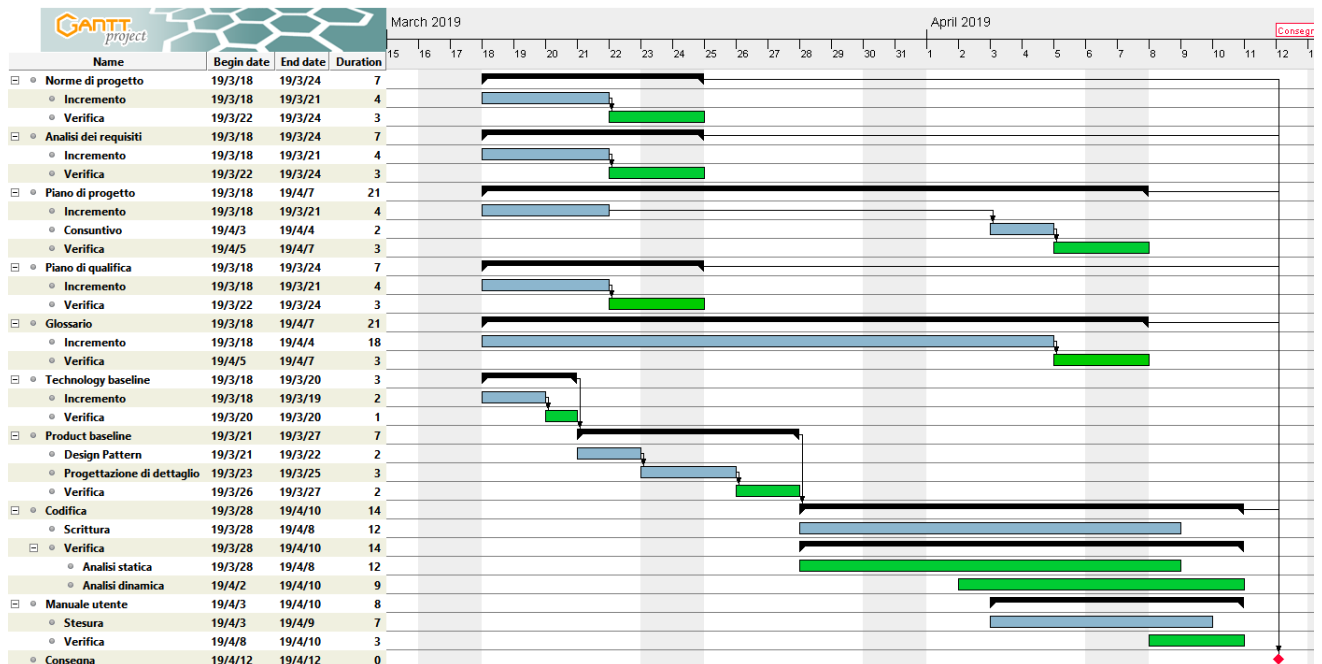 GANTT project
March 2019 April 2019
Consegn
15 16 17 18 19 20 21 22 23 24 25 26 27 28 29 30 31 1 2 3 4 5 6 7 8 9 10 11 12 1
Name Begin date End date Duration
Norme di progetto 19/3/18 19/3/24 7
Incremento 19/3/18 19/3/21 4
Verifica 19/3/22 19/3/24 3
Analisi dei requisiti 19/3/18 19/3/24 7
Incremento 19/3/18 19/3/21 4
Verifica 19/3/22 19/3/24 3
Piano di progetto 19/3/18 19/4/7 21
Incremento 19/3/18 19/3/21 4
Consuntivo 19/4/3 19/4/4 2
Verifica 19/4/5 19/4/7 3
Piano di qualifica 19/3/18 19/3/24 7
Incremento 19/3/18 19/3/21 4
Verifica 19/3/22 19/3/24 3
Glossario 19/3/18 19/4/7 21
Incremento 19/3/18 19/4/4 18
Verifica 19/4/5 19/4/7 3
Technology baseline 19/3/18 19/3/20 3
Incremento 19/3/18 19/3/19 2
Verifica 19/3/20 19/3/20 1
Product baseline 19/3/21 19/3/27 7
Design Pattern 19/3/21 19/3/22 2
Progettazione di dettaglio 19/3/23 19/3/25 3
Verifica 19/3/26 19/3/27 2
Codifica 19/3/28 19/4/10 14
Scrittura 19/3/28 19/4/8 12
Verifica 19/3/28 19/4/10 14
Analisi statica 19/3/28 19/4/8 12
Analisi dinamica 19/4/2 19/4/10 9
Manuale utente 19/4/3 19/4/10 8
Stesura 19/4/3 19/4/9 7
Verifica 19/4/8 19/4/10 3
Consegna 19/4/12 19/4/12 0